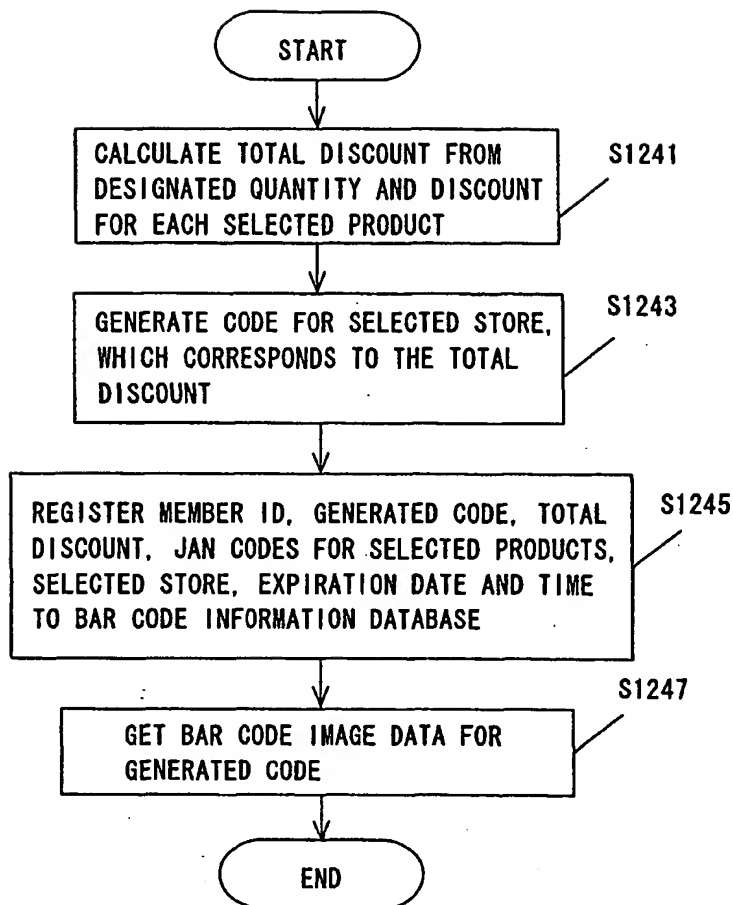 START
CALCULATE TOTAL DISCOUNT FROM
DESIGNATED QUANTITY AND DISCOUNT
FOR EACH SELECTED PRODUCT
S1241
GENERATE CODE FOR SELECTED STORE,
WHICH CORRESPONDS TO THE TOTAL
DISCOUNT
S1243
REGISTER MEMBER ID, GENERATED CODE, TOTAL
DISCOUNT, JAN CODES FOR SELECTED PRODUCTS,
SELECTED STORE, EXPIRATION DATE AND TIME
TO BAR CODE INFORMATION DATABASE
S1245
GET BAR CODE IMAGE DATA FOR
GENERATED CODE
S1247
END